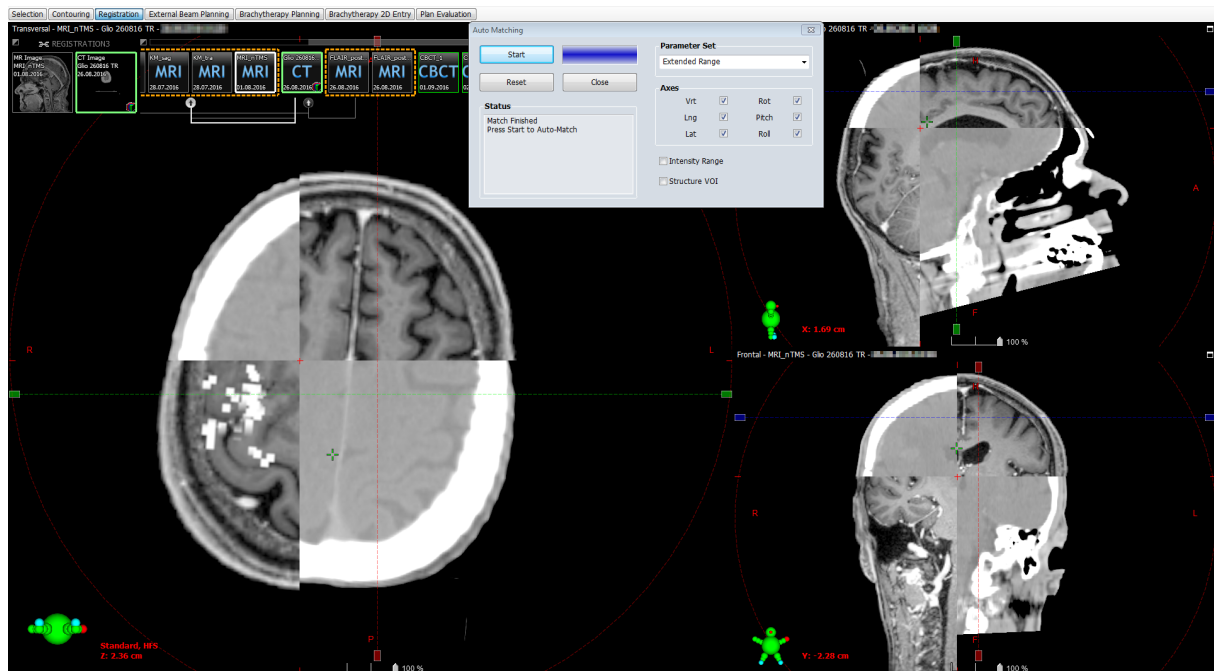 Selection Contouring Registration External Beam Planning Brachytherapy Planning Brachytherapy 2D Entry Plan Evaluation
Transversal - MRI_nTMS - Glio 260816 TR -
REGISTRATION3
MR Image
MRI_nTMS
01.08.2016
CT Image
Glio 260816 TR
26.08.2016
KM_sag
MRI
28.07.2016
KM_tra
MRI
28.07.2016
MRI_nTMS
MRI
01.08.2016
Glio 260816
CT
26.08.2016
FLAIR_post...
MRI
26.08.2016
FLAIR_post...
MRI
26.08.2016
CBCT_1
CBCT
01.09.2016
Auto Matching
Start
Reset
Close
Status
Match Finished
Press Start to Auto-Match
Parameter Set
Extended Range
Axes
Vrt Rot
Lng Pitch
Lat Roll
Intensity Range
Structure VOI
260816 TR -
A
F
X: 1.69 cm
100 %
R
L
P
Standard, HFS
Z: 2.36 cm
100 %
Frontal - MRI_nTMS - Glio 260816 TR -
R
L
F
Y: -2.28 cm
100 %